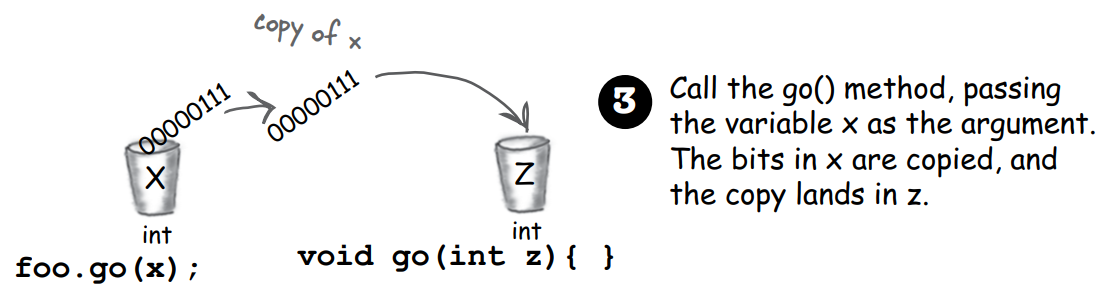 copy of x
00000111
00000111
X
Z
int
int
foo.go(x);
void go(int z){ }
3
Call the go() method, passing
the variable x as the argument.
The bits in x are copied, and
the copy lands in z.